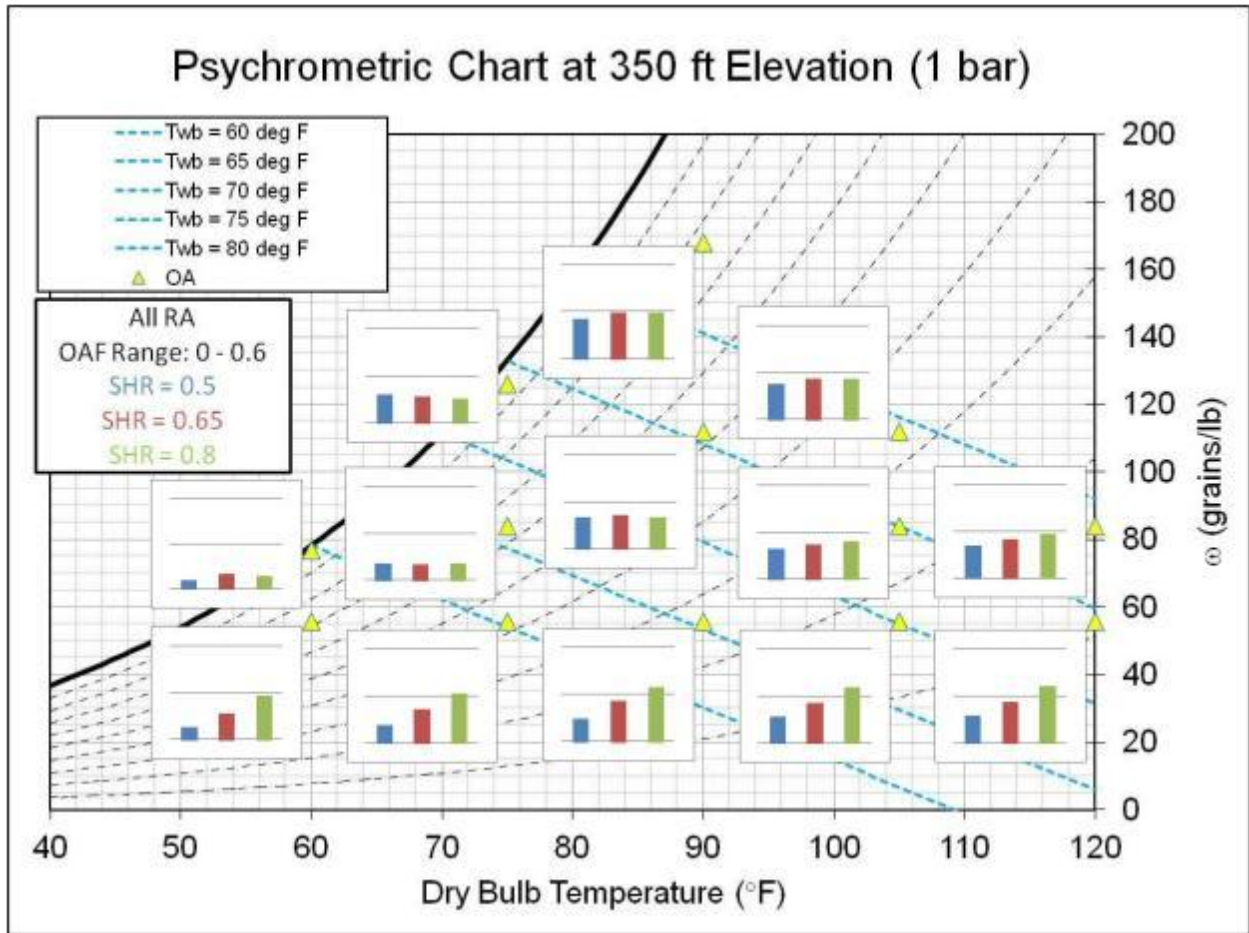 Psychrometric Chart at 350 ft Elevation (1 bar)
Twb = 60 deg F
Twb = 65 deg F
Twb = 70 deg F
Twb = 75 deg F
Twb = 80 deg F
OA
All RA
OAF Range: 0 - 0.6
SHR = 0.5
SHR = 0.65
SHR = 0.8
200
180
160
140
120
100
80
60
40
20
0
ω (grains/lb)
40 50 60 70 80 90 100 110 120
Dry Bulb Temperature (°F)